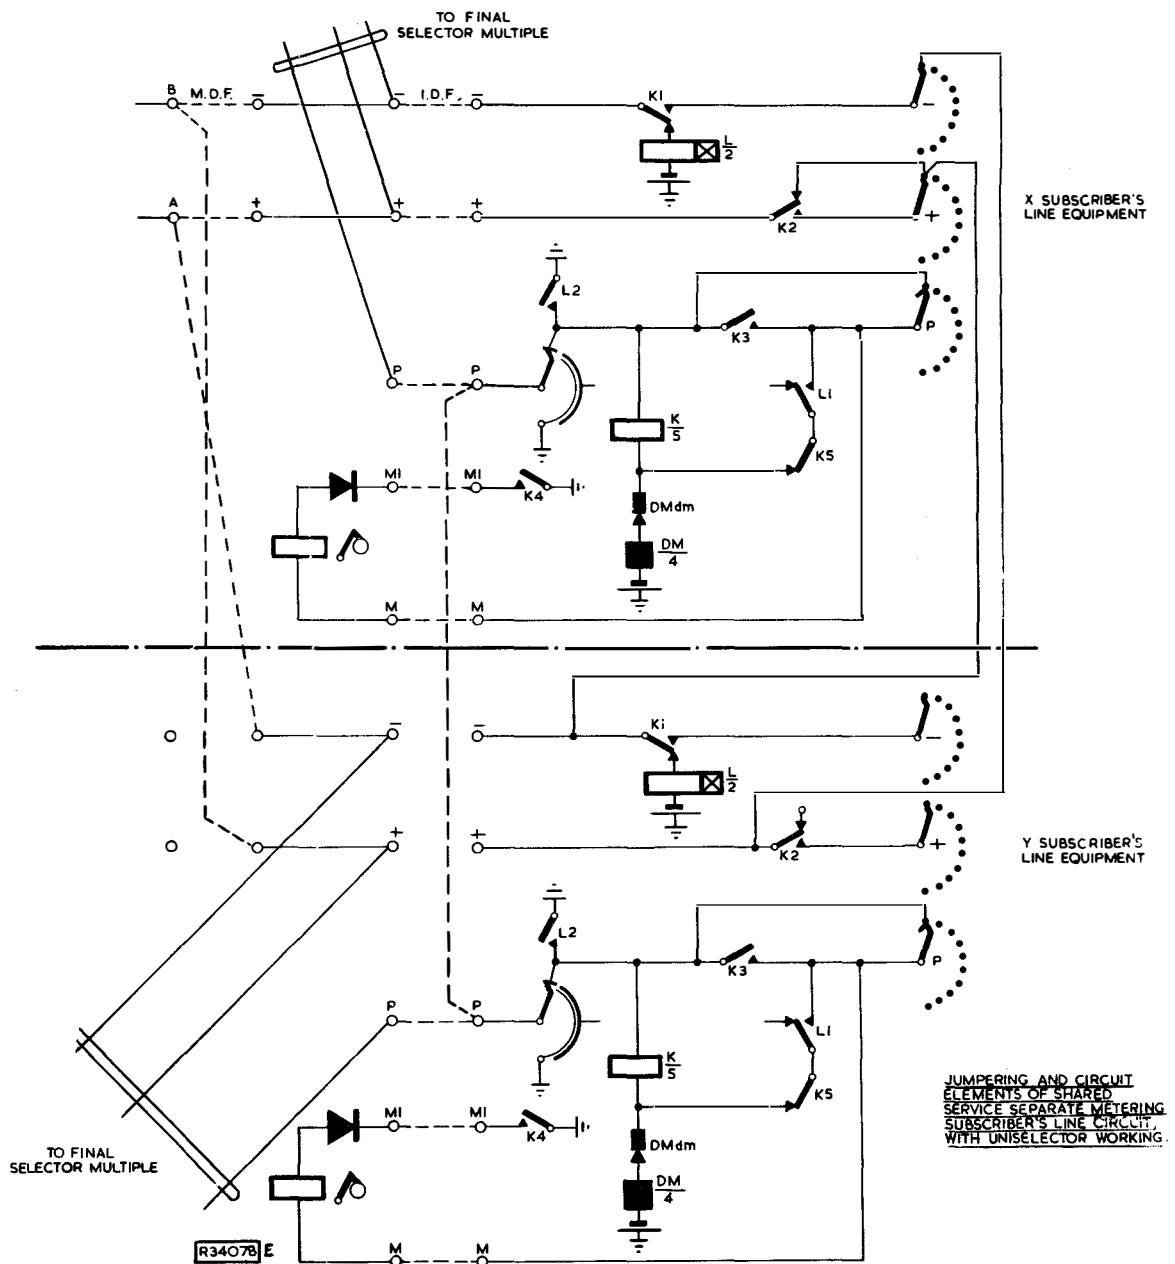 TO FINAL
SELECTOR MULTIPLE
B M.D.F. − − I.D.F. − K1 −
L
2
A + + + K2 +
X SUBSCRIBER'S
LINE EQUIPMENT
L2
K3 P
P P
L1
K
5
K5
MI MI K4
DMdm
DM
4
M M
− − K1 −
L
2
+ + K2 +
Y SUBSCRIBER'S
LINE EQUIPMENT
L2
K3 P
P P
L1
K
5
K5
JUMPERING AND CIRCUIT
ELEMENTS OF SHARED
SERVICE SEPARATE METERING
SUBSCRIBER'S LINE CIRCUIT,
WITH UNISELECTOR WORKING.
MI MI K4
DMdm
TO FINAL
SELECTOR MULTIPLE
DM
4
R34078 E
M M